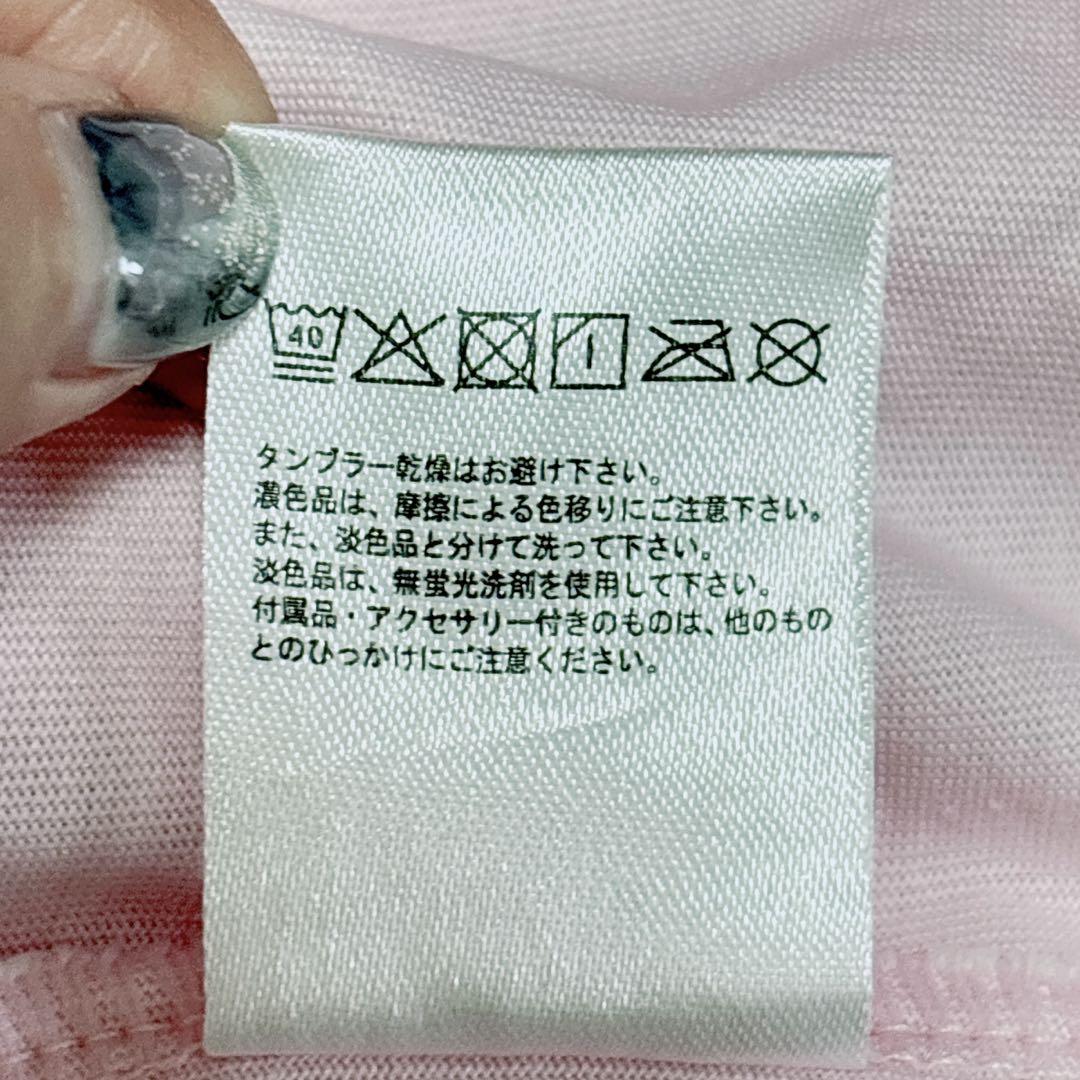 40
タンブラー乾燥はお避け下さい。
濃色品は、摩擦による色移りにご注意下さい。
また、淡色品と分けて洗って下さい。
淡色品は、無蛍光洗剤を使用して下さい。
付属品・アクセサリー付きのものは、他のもの
とのひっかけにご注意ください。